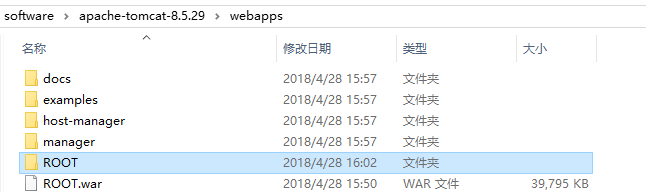 software › apache-tomcat-8.5.29 › webapps
名称 修改日期 类型 大小
docs 2018/4/28 15:57 文件夹
examples 2018/4/28 15:57 文件夹
host-manager 2018/4/28 15:57 文件夹
manager 2018/4/28 15:57 文件夹
ROOT 2018/4/28 16:02 文件夹
ROOT.war 2018/4/28 15:50 WAR 文件 39,795 KB